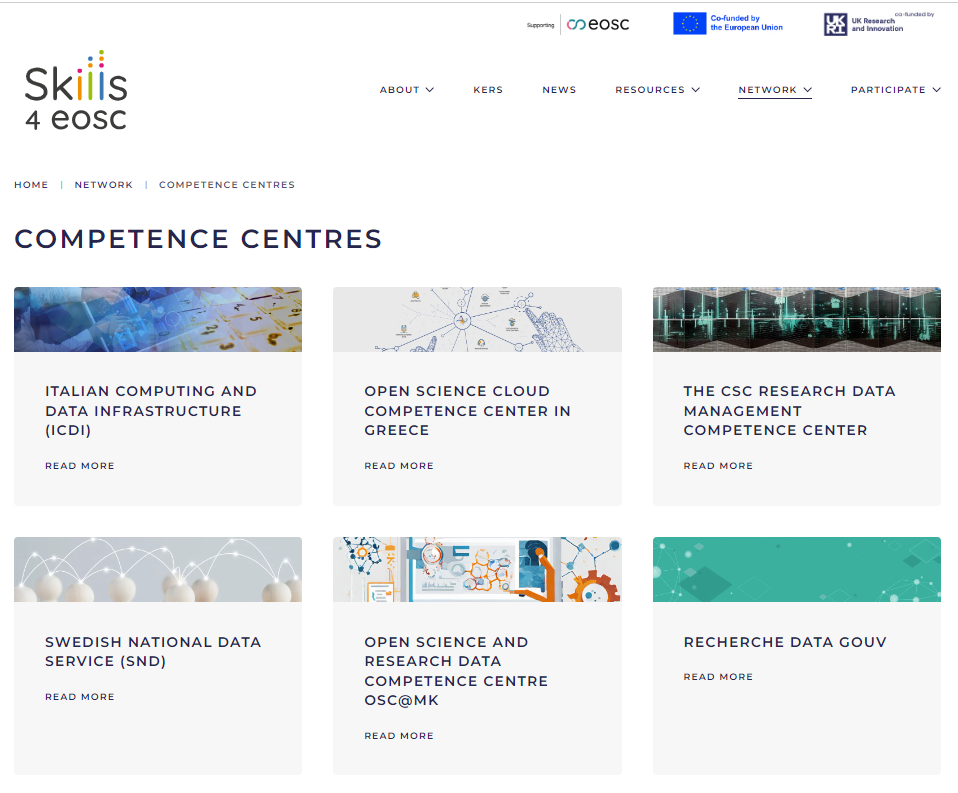 Supporting eosc
Co-funded by
the European Union
co-funded by
UK Research
and Innovation
Skills
4 eosc
ABOUT KERS NEWS RESOURCES NETWORK PARTICIPATE
HOME | NETWORK | COMPETENCE CENTRES
COMPETENCE CENTRES
ITALIAN COMPUTING AND
DATA INFRASTRUCTURE
(ICDI)
READ MORE
OPEN SCIENCE CLOUD
COMPETENCE CENTER IN
GREECE
READ MORE
THE CSC RESEARCH DATA
MANAGEMENT
COMPETENCE CENTER
READ MORE
SWEDISH NATIONAL DATA
SERVICE (SND)
READ MORE
OPEN SCIENCE AND
RESEARCH DATA
COMPETENCE CENTRE
OSC@MK
READ MORE
RECHERCHE DATA GOUV
READ MORE